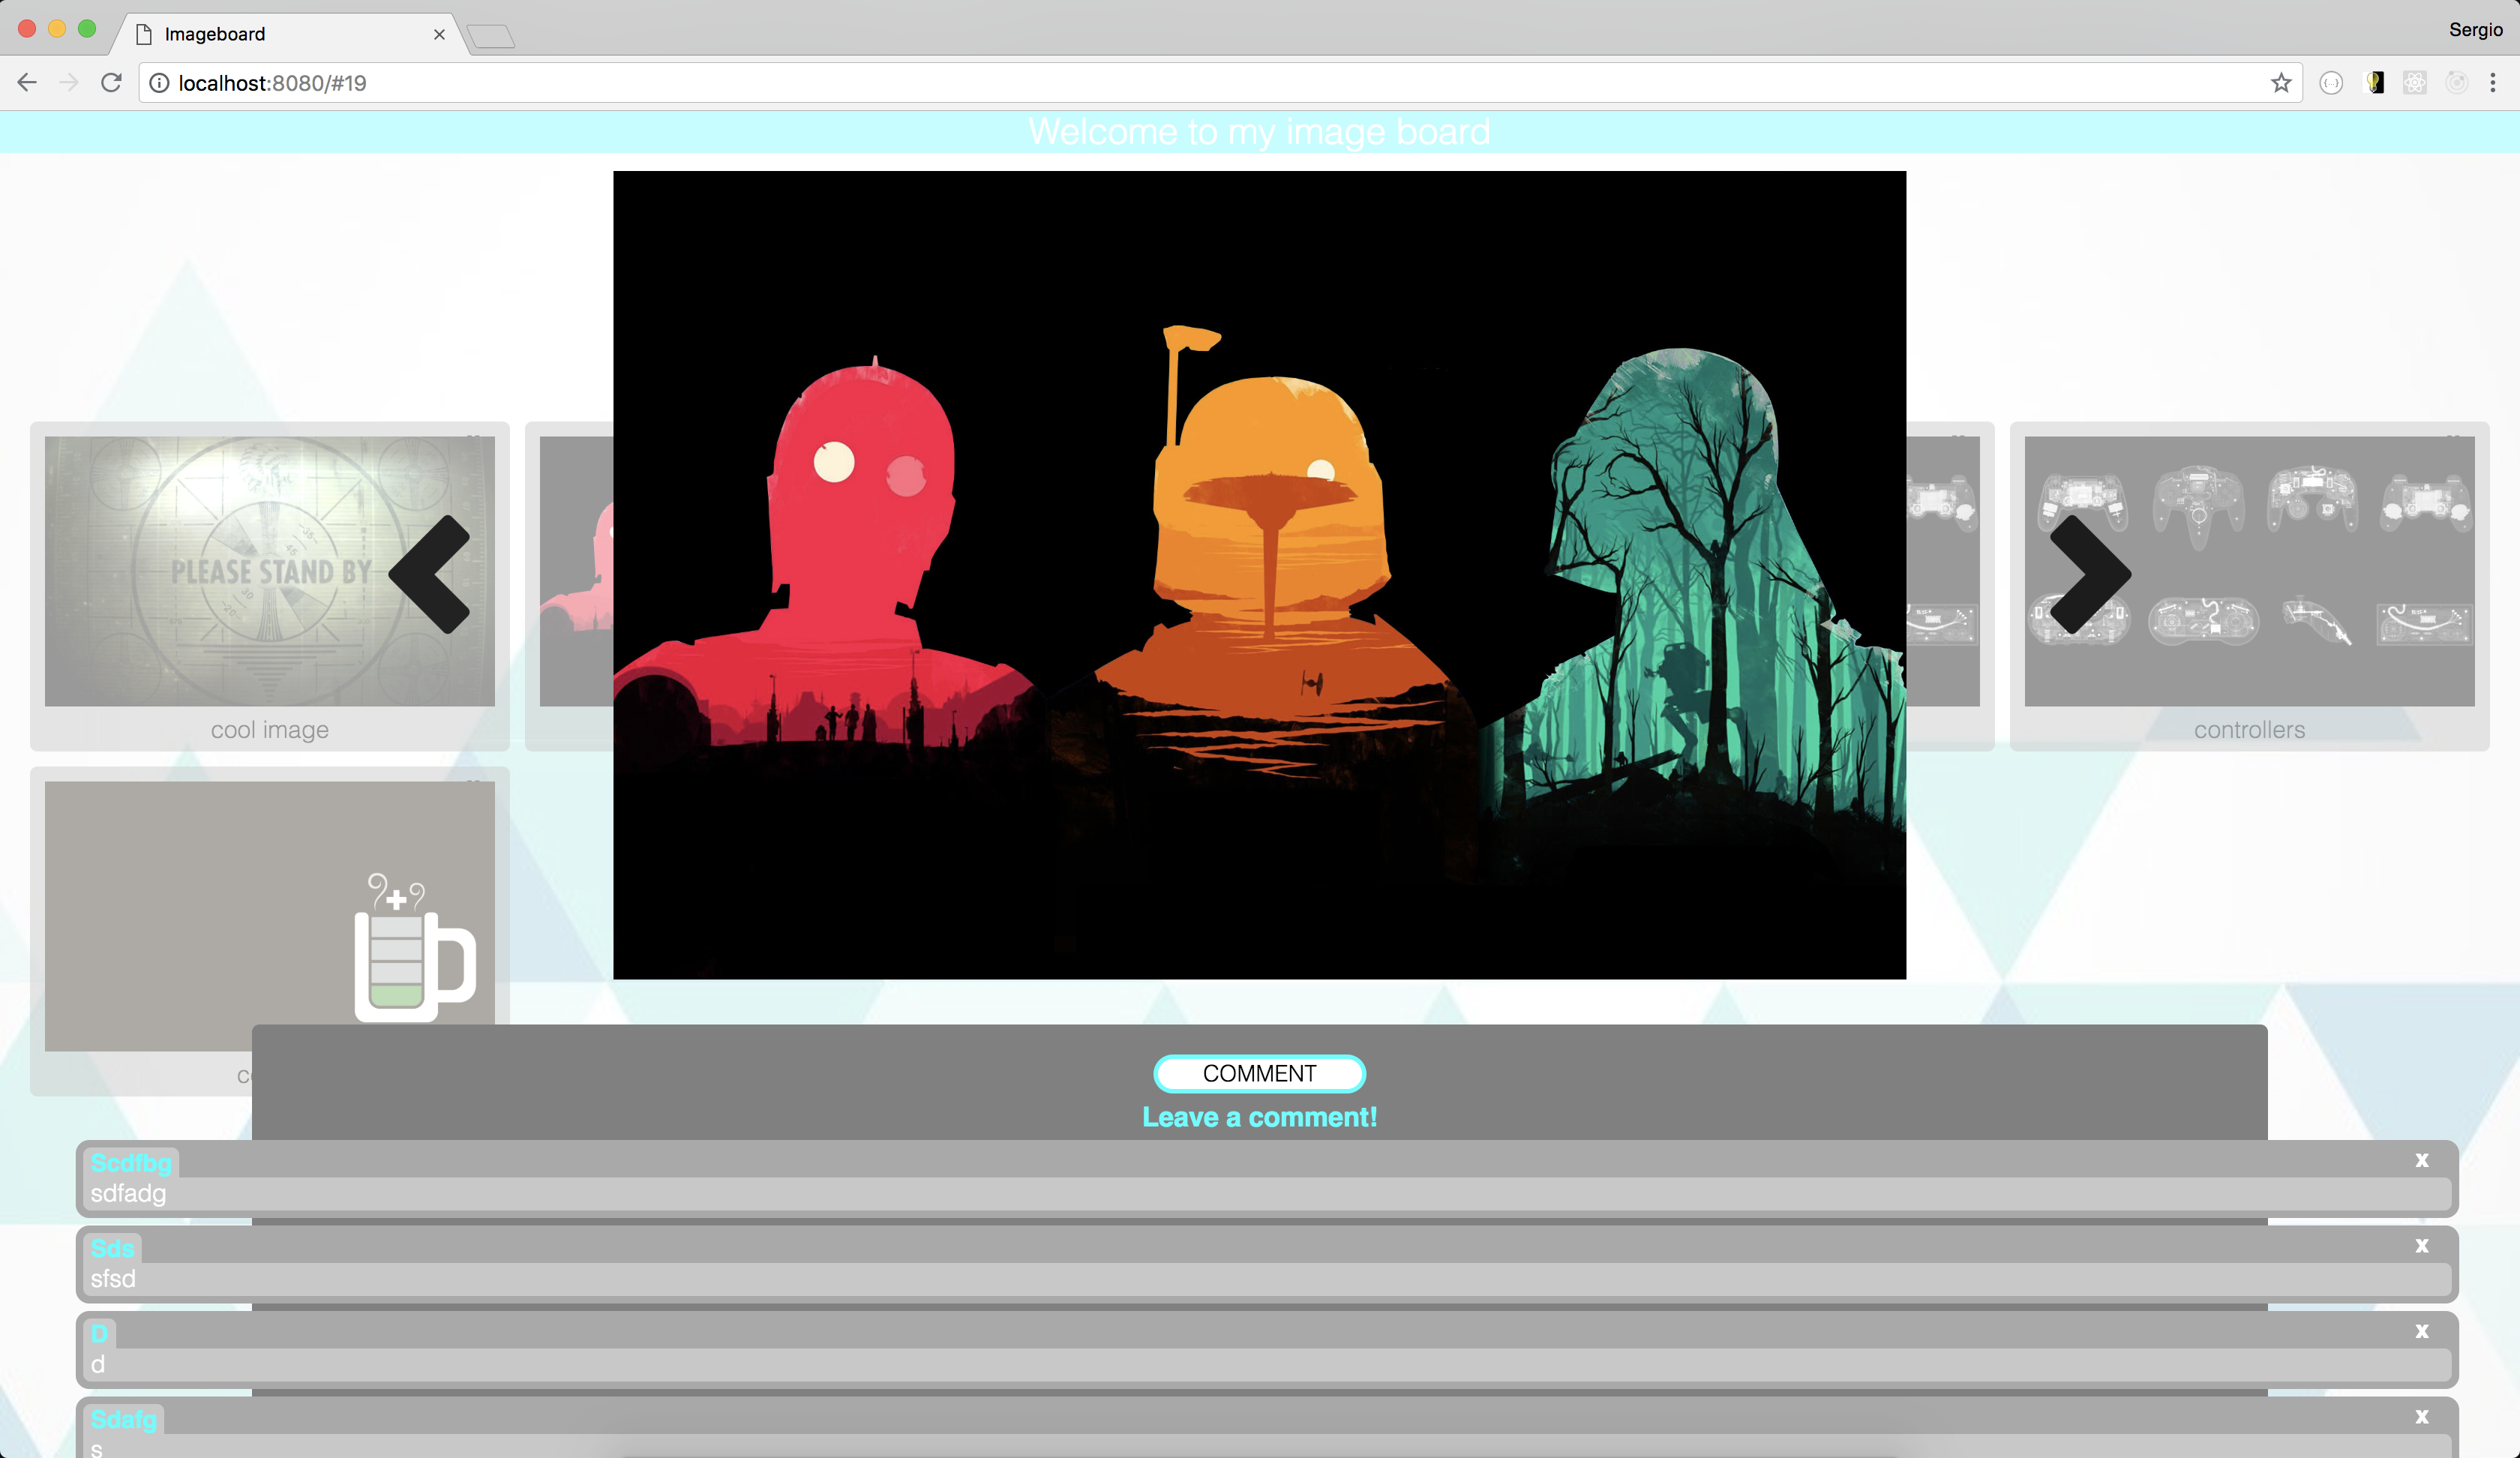 Imageboard
Sergio
localhost:8080/#19
Welcome to my image board
PLEASE STAND BY
cool image
controllers
COMMENT
Leave a comment!
Scdfbg
x
sdfadg
Sds
x
sfsd
D
x
d
Sdafg
x
s